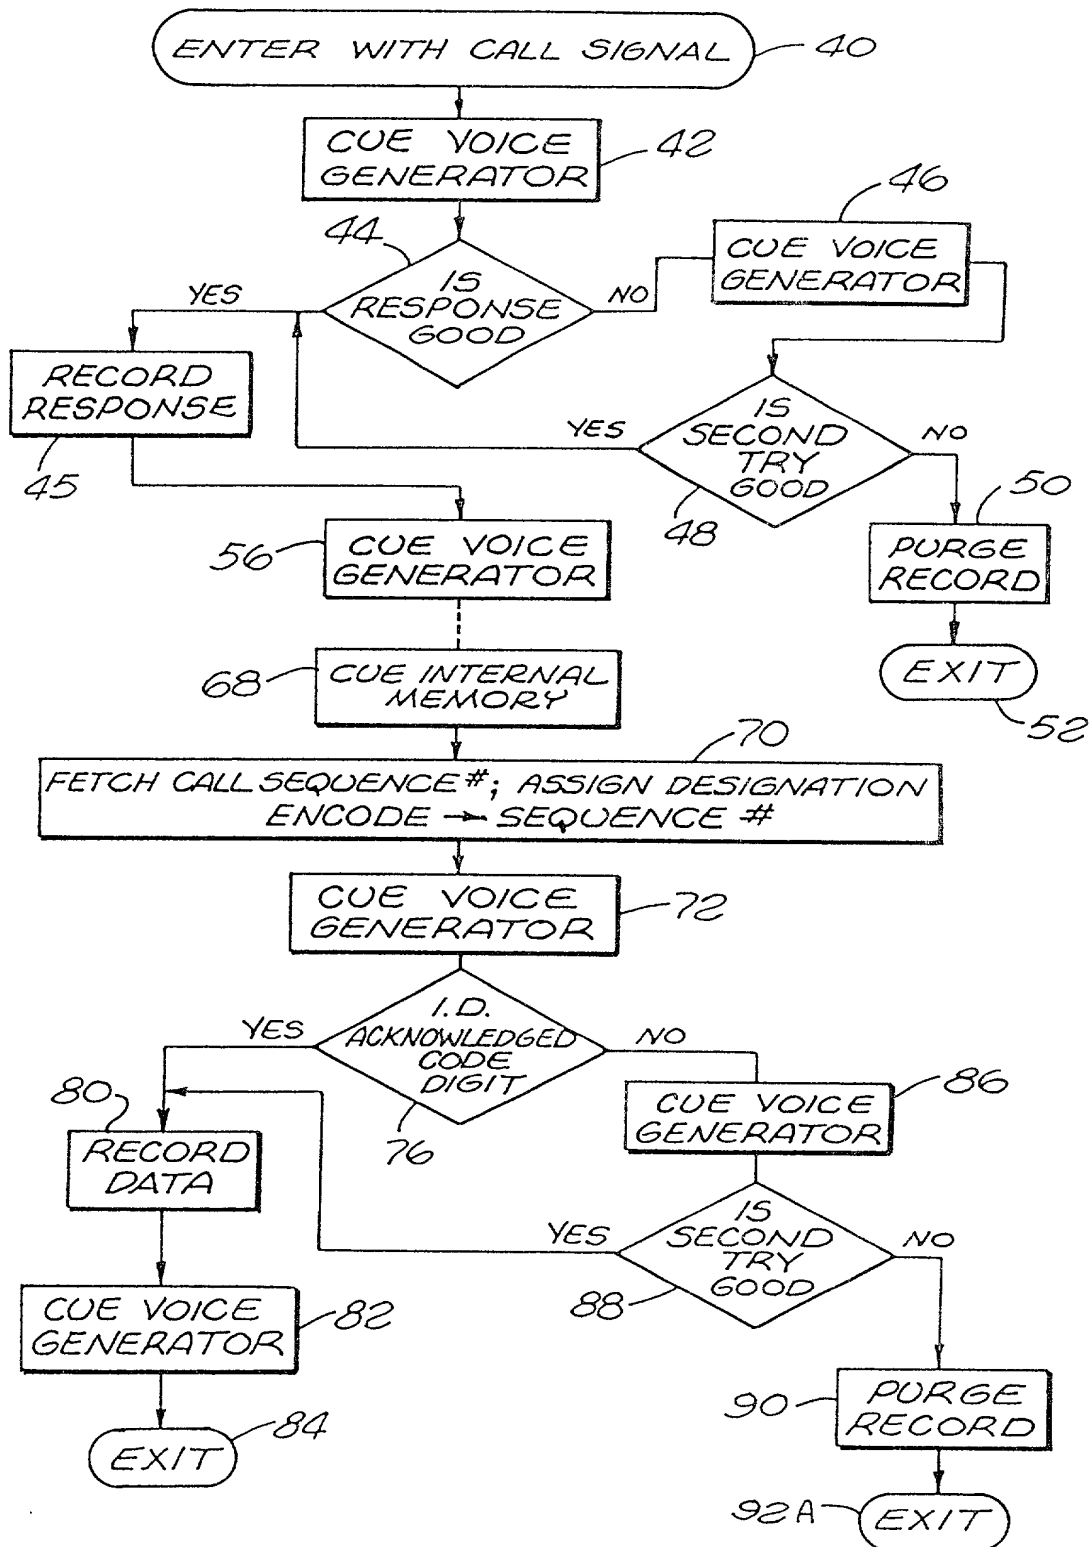 ENTER WITH CALL SIGNAL
40
CUE VOICE
GENERATOR
42
44
IS
RESPONSE
GOOD
YES
NO
46
CUE VOICE
GENERATOR
RECORD
RESPONSE
45
IS
SECOND
TRY
GOOD
YES
NO
48
50
PURGE
RECORD
EXIT
52
56
CUE VOICE
GENERATOR
68
CUE INTERNAL
MEMORY
70
FETCH CALL SEQUENCE #; ASSIGN DESIGNATION
ENCODE → SEQUENCE #
CUE VOICE
GENERATOR
72
I.D.
ACKNOWLEDGED
CODE
DIGIT
YES
NO
76
80
RECORD
DATA
86
CUE VOICE
GENERATOR
IS
SECOND
TRY
GOOD
YES
NO
88
CUE VOICE
GENERATOR
82
EXIT
84
90
PURGE
RECORD
92A
EXIT